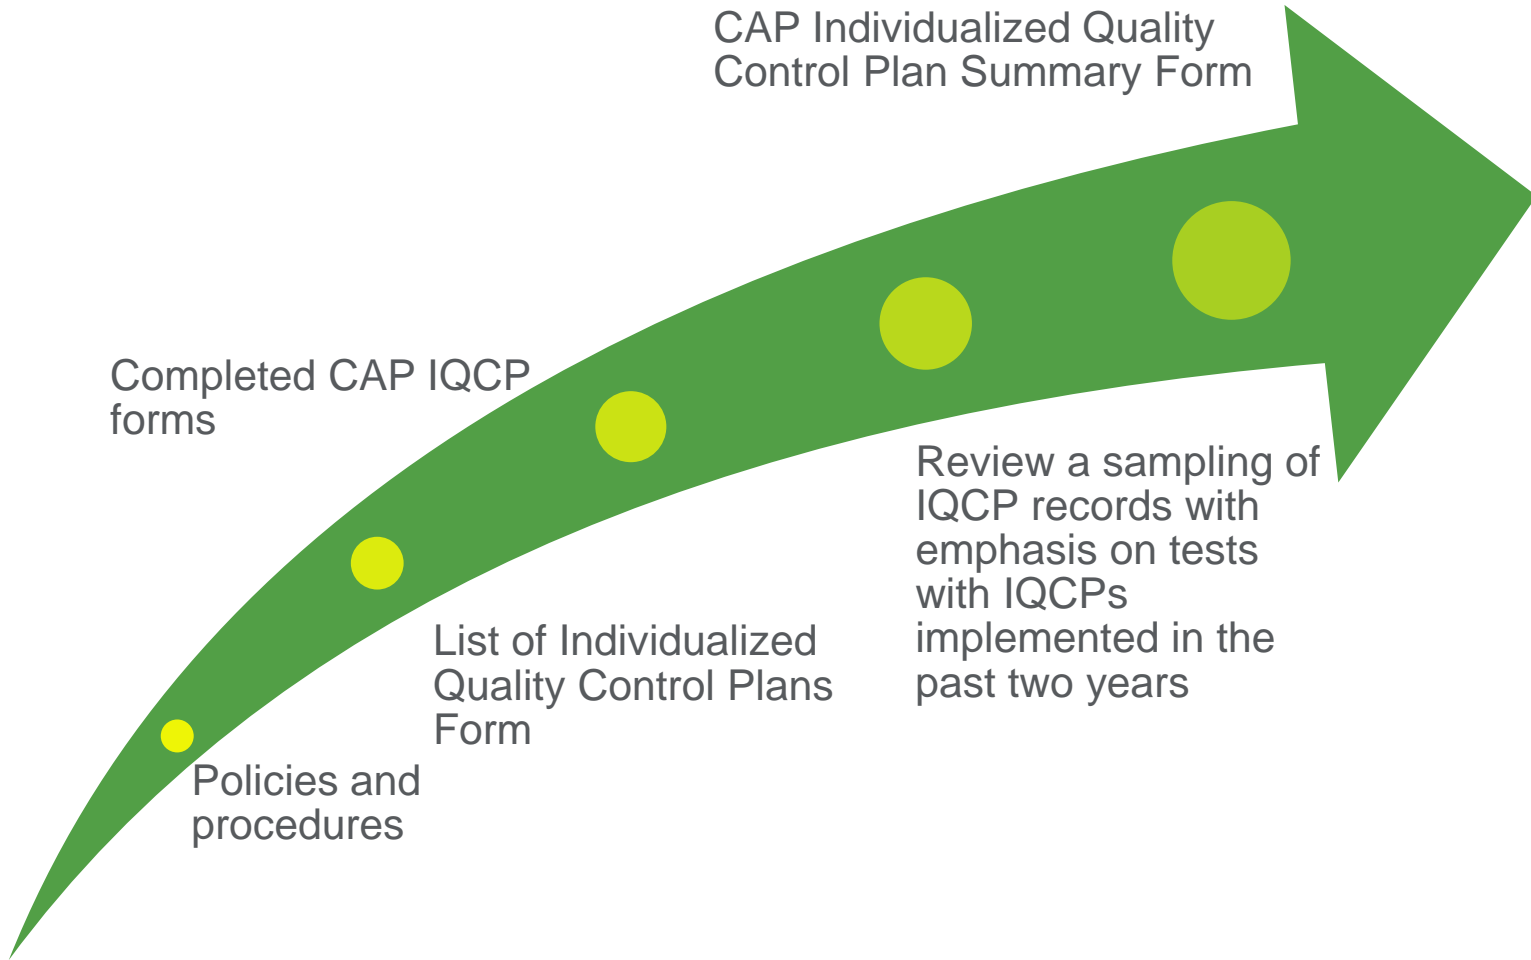 CAP Individualized Quality
Control Plan Summary Form
Completed CAP IQCP
forms
Review a sampling of
IQCP records with
emphasis on tests
with IQCPs
implemented in the
past two years
List of Individualized
Quality Control Plans
Form
Policies and
procedures